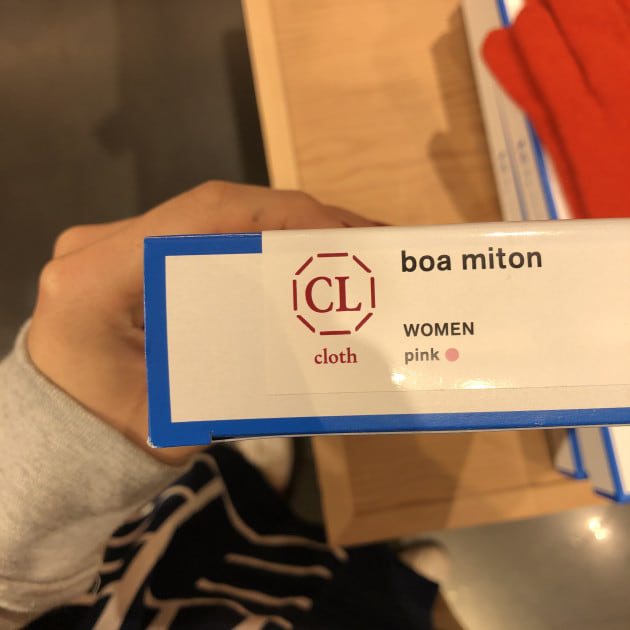 CL
cloth
boa miton
WOMEN
pink